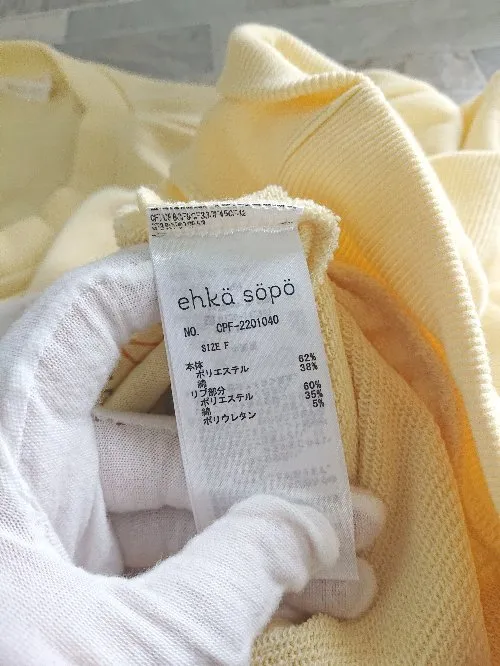 ehkä söpö
NO. CPF-2201040
SIZE F
本体
ポリエステル 62%
綿 38%
リブ部分
ポリエステル 60%
綿 35%
ポリウレタン 5%